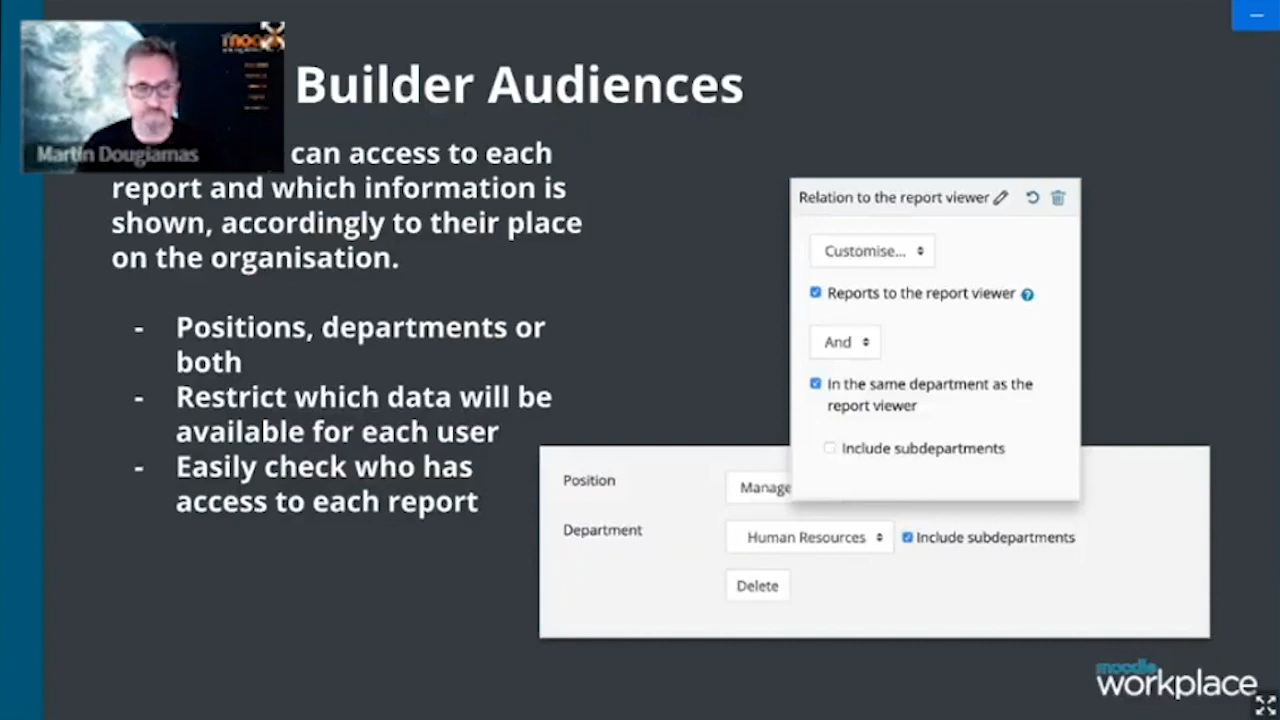 moodle
Martin Dougiamas
Builder Audiences
can access to each
report and which information is
shown, accordingly to their place
on the organisation.
- Positions, departments or
both
- Restrict which data will be
available for each user
- Easily check who has
access to each report
Relation to the report viewer
Customise...
Reports to the report viewer
And
In the same department as the
report viewer
Include subdepartments
Position
Manage
Department
Human Resources
Include subdepartments
Delete
moodle
workplace